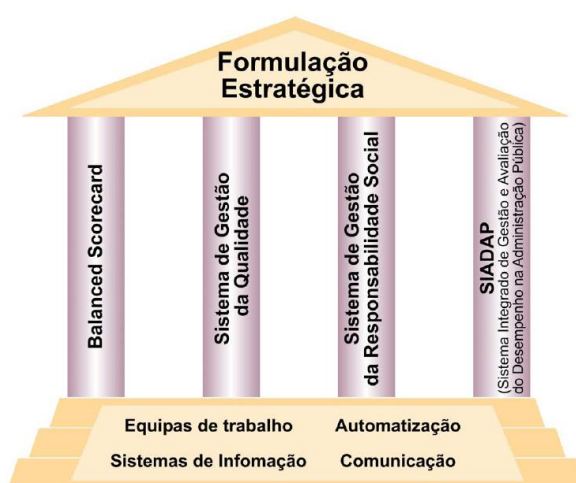 Formulação
Estratégica
Balanced Scorecard
Sistema de Gestão
da Qualidade
Sistema de Gestão
da Responsabilidade Social
SIADAP
(Sistema Integrado de Gestão e Avaliação
do Desempenho na Administração Pública)
Equipas de trabalho
Automatização
Sistemas de Infomação
Comunicação